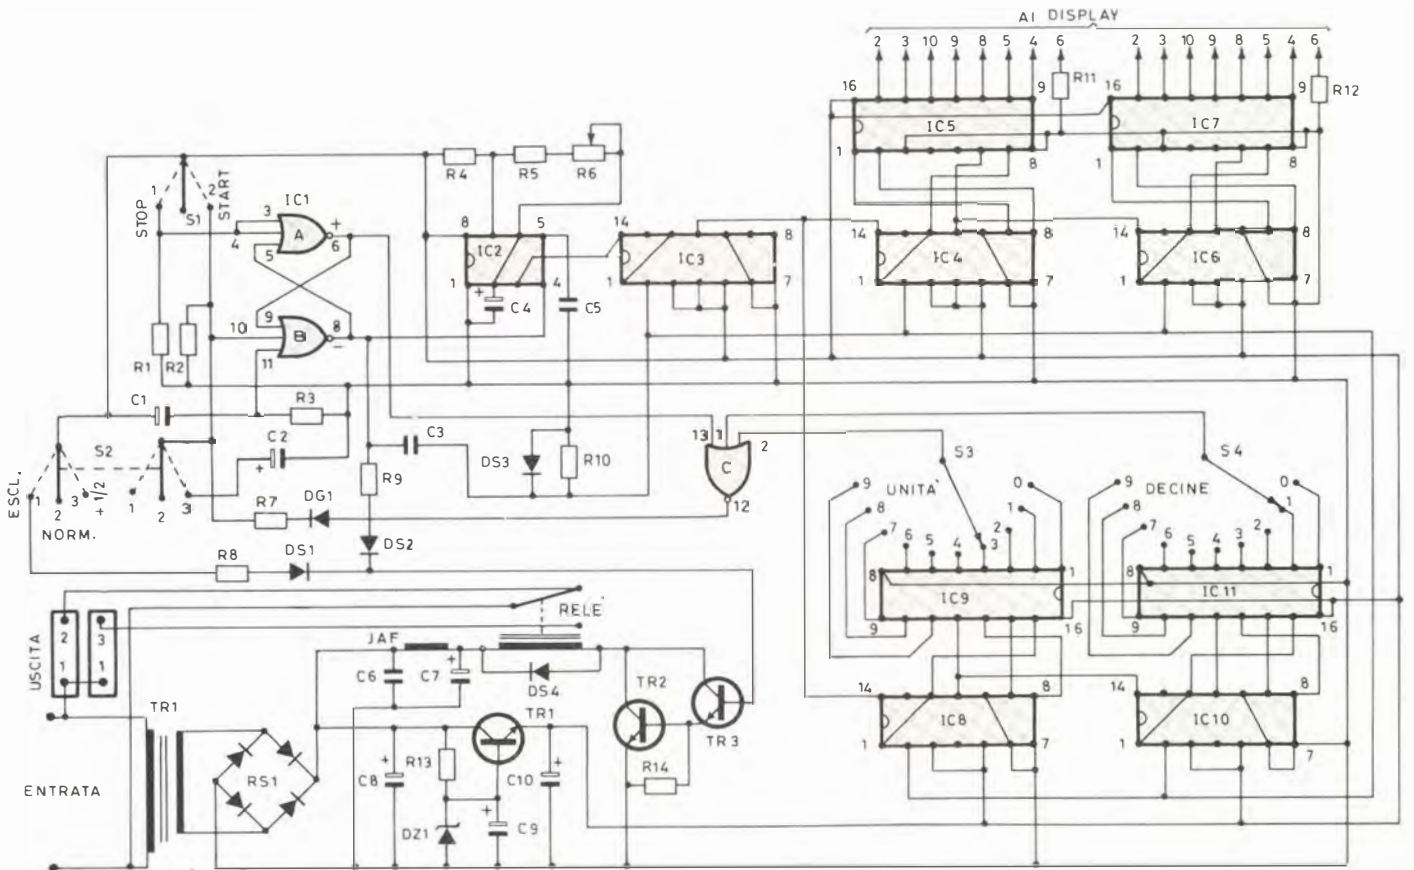 AI DISPLAY
2 3 10 9 8 5 4 6 2 3 10 9 8 5 4 6
16 9 R11 16 9 R12
IC5 IC7
1 8 1 8
R4 R5 R6
1 2
STOP S1 START
IC1
3 A + 6
4
5
8 5 14 8 14 8 14 8
IC2 IC3 IC4 IC6
1 4 1 7 1 7 1 7
+ C4 C5
9 B 8
10 –
11
R1 R2
C1 R3
S2 C2 +
C3
13 1 2
C
12
DS3 R10
R9
ESCL. 1 2 3 + 1/2 1 2 3
NORM.
R7 DG1
DS2
R8 DS1
S3 S4
9 UNITA' 0 9 DECINE 0
8 1 8 1
7 6 5 4 3 2 7 6 5 4 3 2
8 1 8 1
IC9 IC11
9 16 9 16
RELE'
USCITA
2 3
1 1
JAF
C6 + C7 DS4
TR2 TR3
14 8 14 8
IC8 IC10
1 7 1 7
TR1
TR1
RS1
ENTRATA
+ C8 R13 + C10 R14
DZ1 + C9